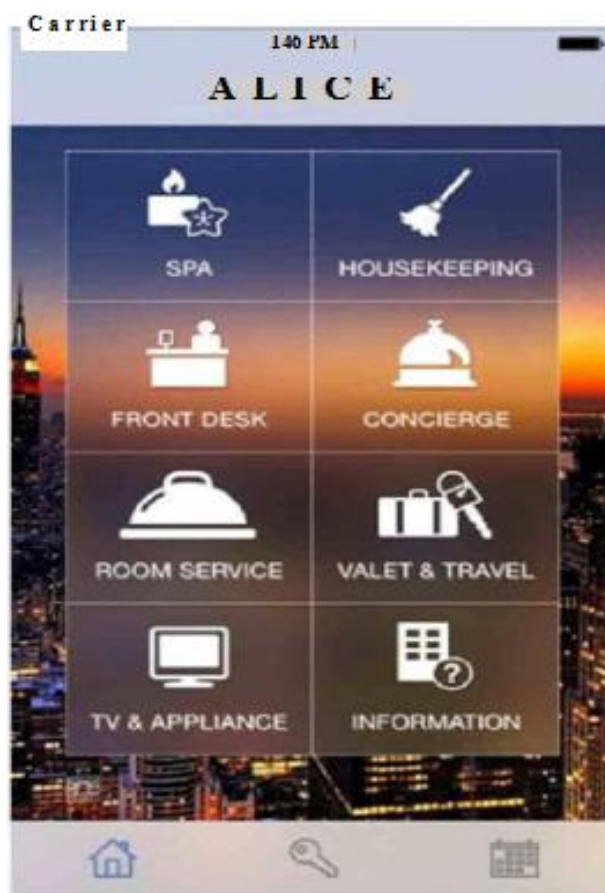 Carrier
140 PM
ALICE
SPA
HOUSEKEEPING
FRONT DESK
CONCIERGE
ROOM SERVICE
VALET & TRAVEL
TV & APPLIANCE
INFORMATION
?